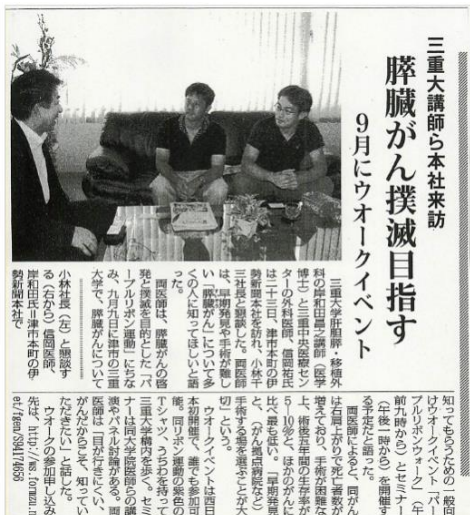 三重大講師ら本社来訪
膵臓がん撲滅目指す
9月にウオークイベント
三重大学肝胆膵・移植外
科の岸和田昌之講師(医学
博士)と三重中央医療セン
ターの外科医師、信岡祐氏
は二十三日、津市本町の伊
勢新聞本社を訪れ、小林千
三社長と懇談した。両医師
は、早期発見や手術が難し
い「膵臓がん」について多
くの人に知ってほしいと語
った。
両医師は、膵臓がんの啓
発と撲滅を目的とした「パ
ープルリボン運動」にちな
み、九月九日に津市の三重
大学で、膵臓がんについて
小林社長(左)と懇談す
る(右から)信岡医師、
岸和田氏=津市本町の伊
勢新聞本社で
知ってもらうための一般向
けウオークイベント「パー
プルリボンウォーク」(午
前九時から)とセミナー
(午後一時から)を開催す
る予定だと語った。
両医師によると、同がん
は右肩上がりで死亡者数が
増えており、手術が困難な
上、術後五年間の生存率が
5―10%と、ほかのがんに
比べ最も低い。「早期発見
と、(がん拠点病院など)
手術する場を選ぶことが大
切」という。
ウオークイベントは西日
本初開催で、誰でも参加可
能。同リボン運動の紫色の
Tシャツ、うちわを持って
三重大学構内を歩く。セミ
ナーは同大学院医師らの講
演やパネル討論がある。両
医師は「目が行きにくい、
がんだからこそ、知ってい
ただきたい」と話した。
ウオークの参加申し込み
先は、http://ws.formzu.n
et/fgen/S94174658